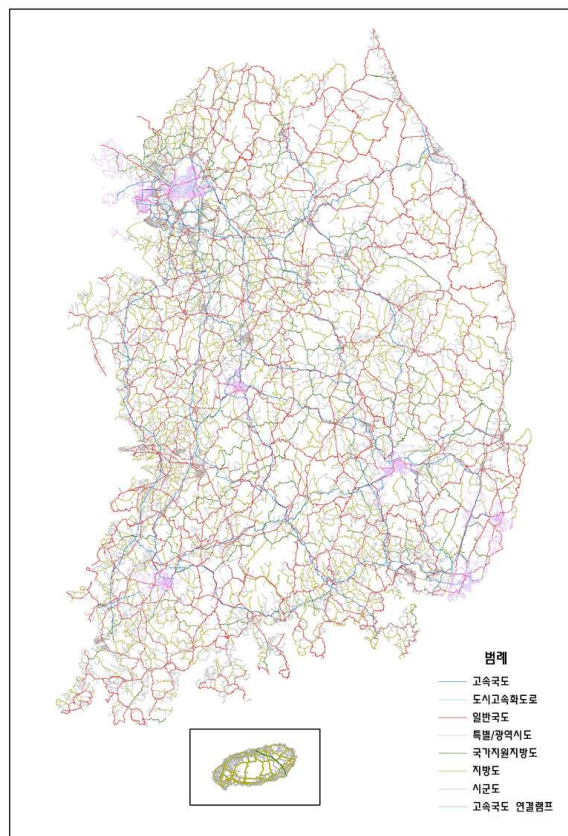 범례
고속국도
도시고속화도로
일반국도
특별/광역시도
국가지원지방도
지방도
시군도
고속국도 연결램프